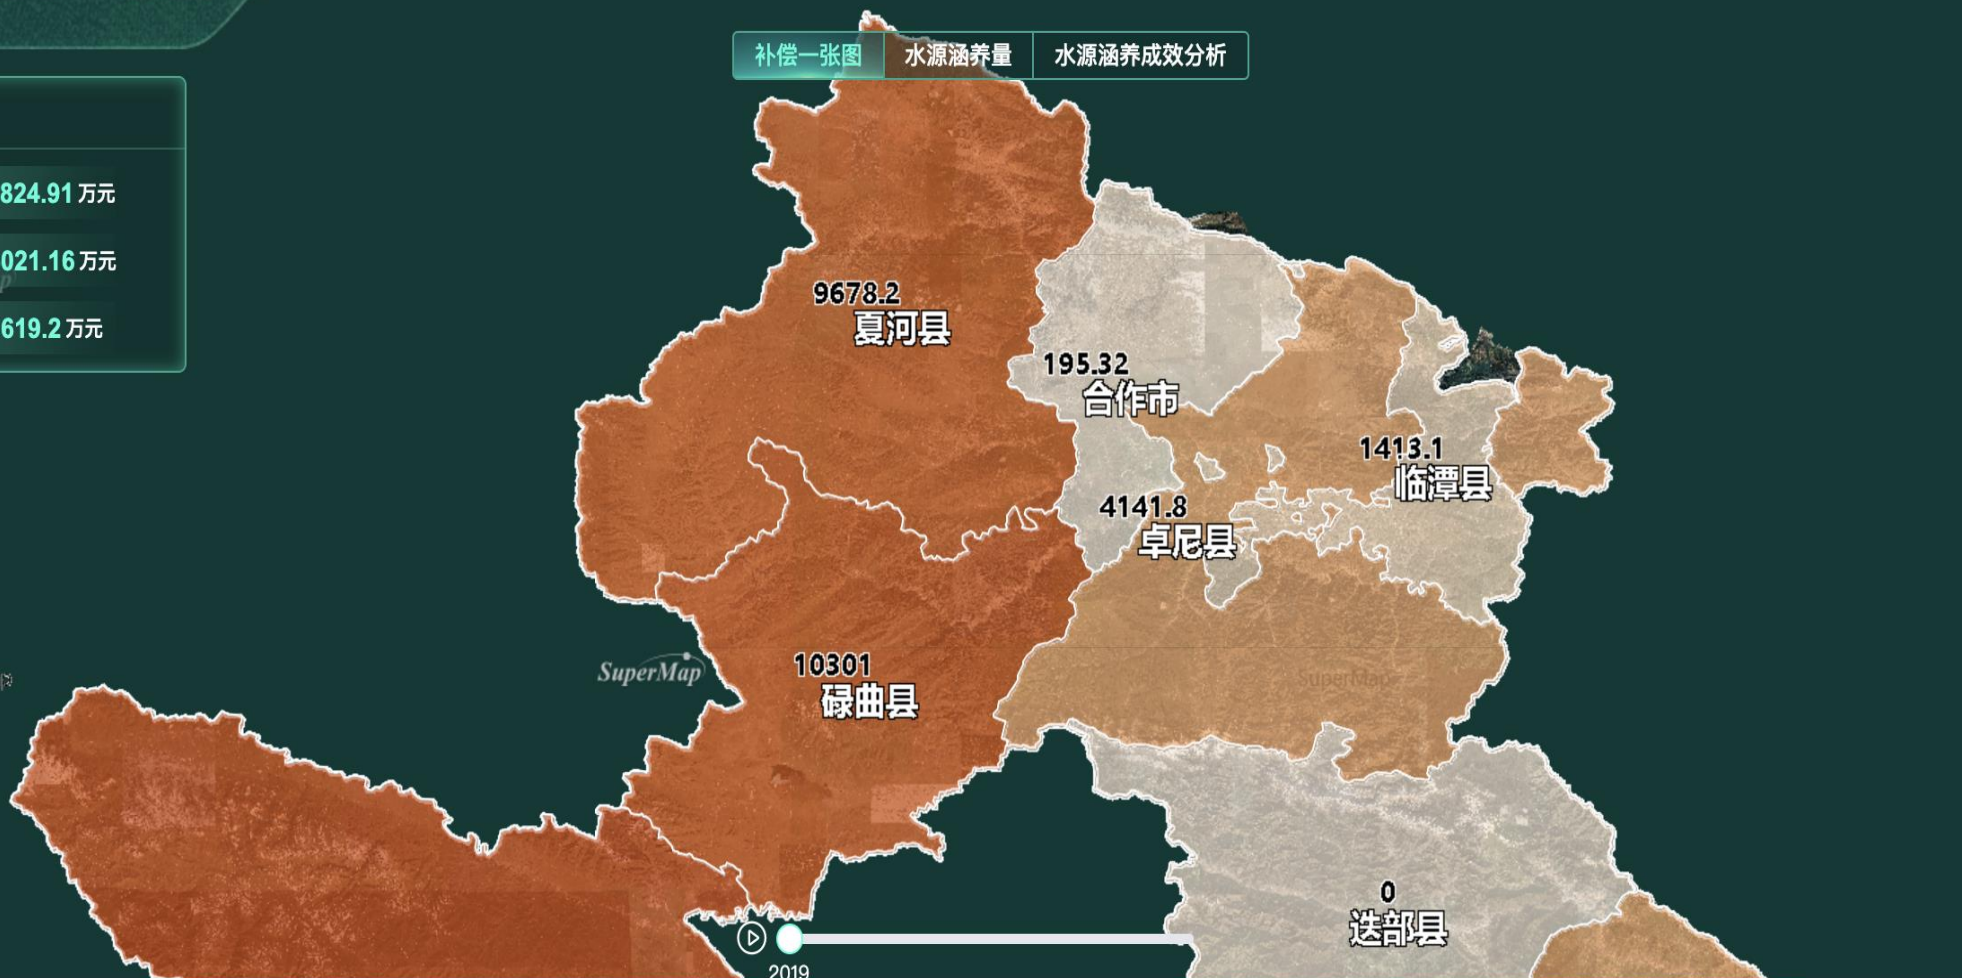 补偿一张图 水源涵养量 水源涵养成效分析
824.91 万元
021.16 万元
619.2 万元
9678.2
夏河县
195.32
合作市
1413.1
临潭县
4141.8
卓尼县
10301
碌曲县
SuperMap
SuperMap
0
迭部县
2019